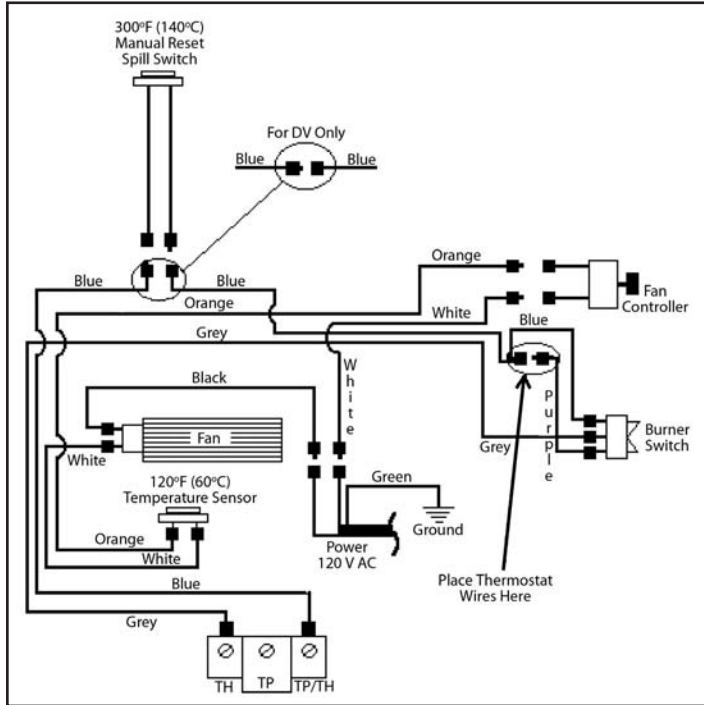 300ºF (140ºC)
Manual Reset
Spill Switch
For DV Only
Blue
Blue
Orange
Fan
Controller
Blue
Blue
Orange
White
Blue
Grey
Black
White
Purple
Fan
White
Burner
Switch
Grey
120ºF (60ºC)
Temperature Sensor
Green
Ground
Orange
White
Power
120 V AC
Place Thermostat
Wires Here
Blue
Grey
TH
TP
TP/TH